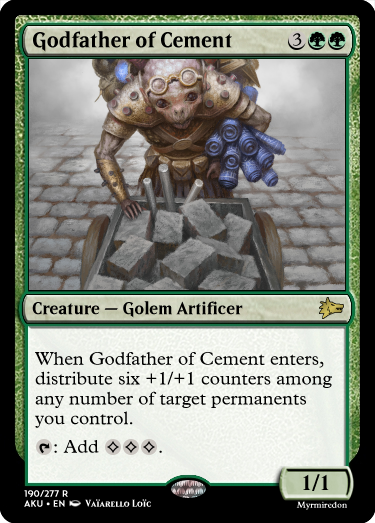 Godfather of Cement 3
Creature — Golem Artificer
When Godfather of Cement enters,
distribute six +1/+1 counters among
any number of target permanents
you control.
: Add .
1/1
190/277 R
AKU • EN Vaïarello Loïc
Myrmiredon